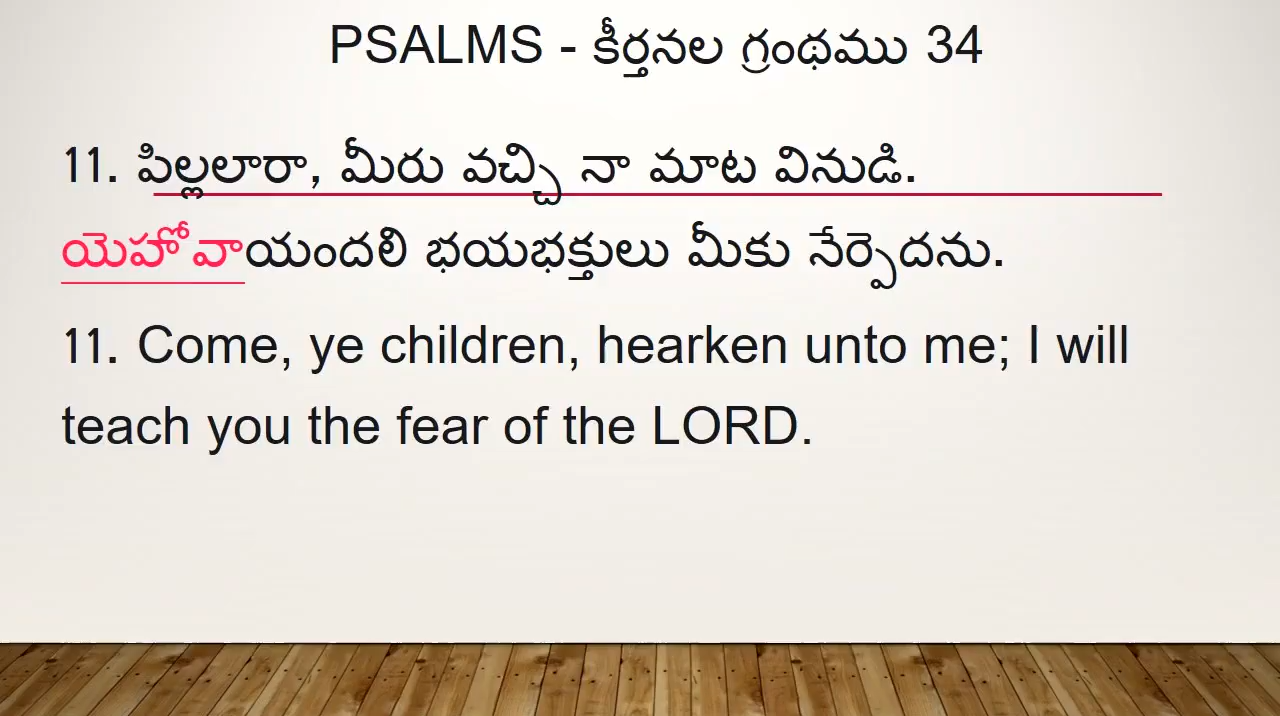 PSALMS - కీర్తనల గ్రంథము 34
11. పిల్లలారా, మీరు వచ్చి నా మాట వినుడి.
యెహోవాయందలి భయభక్తులు మీకు నేర్పెదను.
11. Come, ye children, hearken unto me; I will
teach you the fear of the LORD.